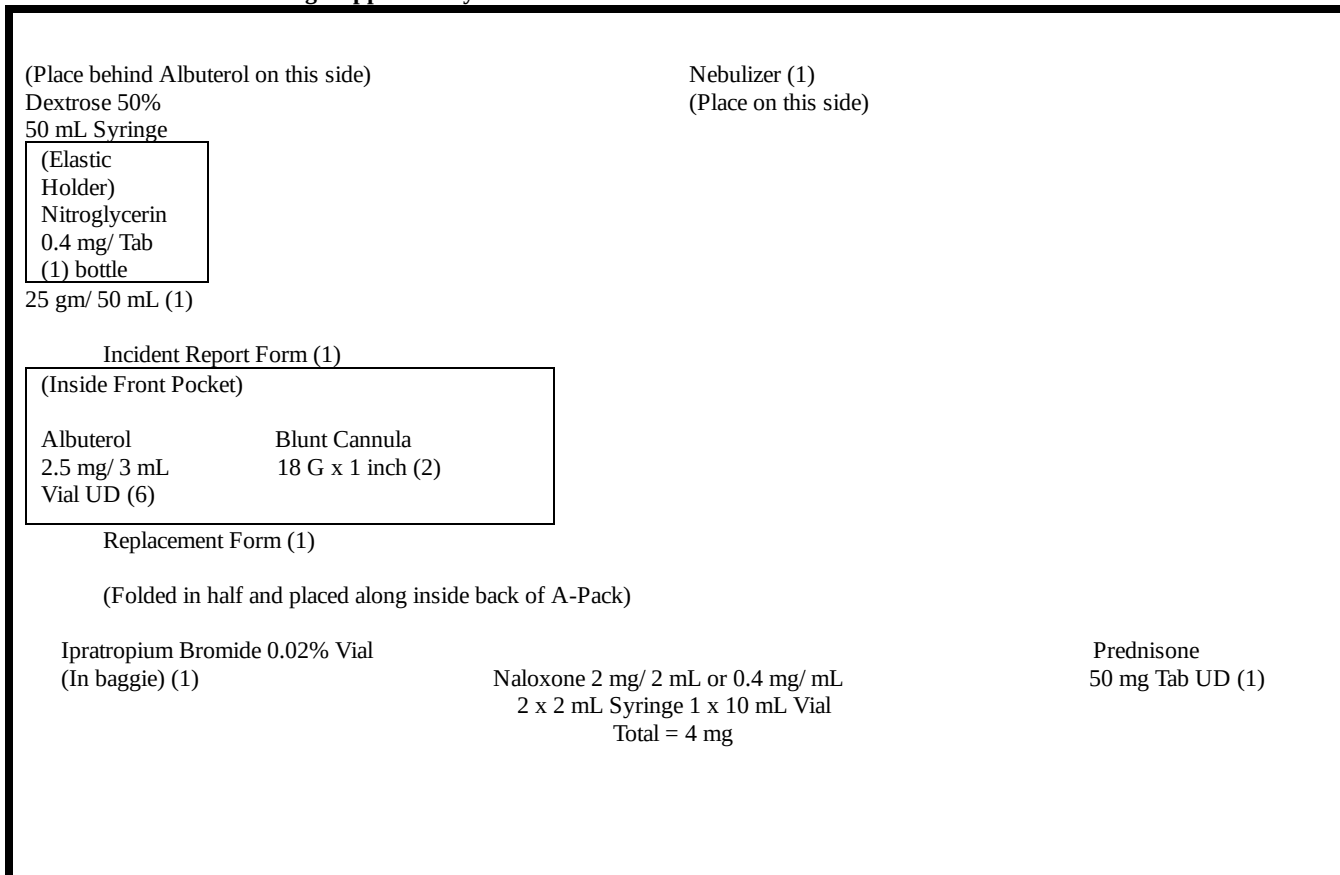 (Place behind Albuterol on this side) Nebulizer (1)
Dextrose 50% (Place on this side)
50 mL Syringe
(Elastic
Holder)
Nitroglycerin
0.4 mg/ Tab
(1) bottle
25 gm/ 50 mL (1)
Incident Report Form (1)
(Inside Front Pocket)
Albuterol Blunt Cannula
2.5 mg/ 3 mL 18 G x 1 inch (2)
Vial UD (6)
Replacement Form (1)
(Folded in half and placed along inside back of A-Pack)
Ipratropium Bromide 0.02% Vial Prednisone
(In baggie) (1) Naloxone 2 mg/ 2 mL or 0.4 mg/ mL 50 mg Tab UD (1)
2 x 2 mL Syringe 1 x 10 mL Vial
Total = 4 mg